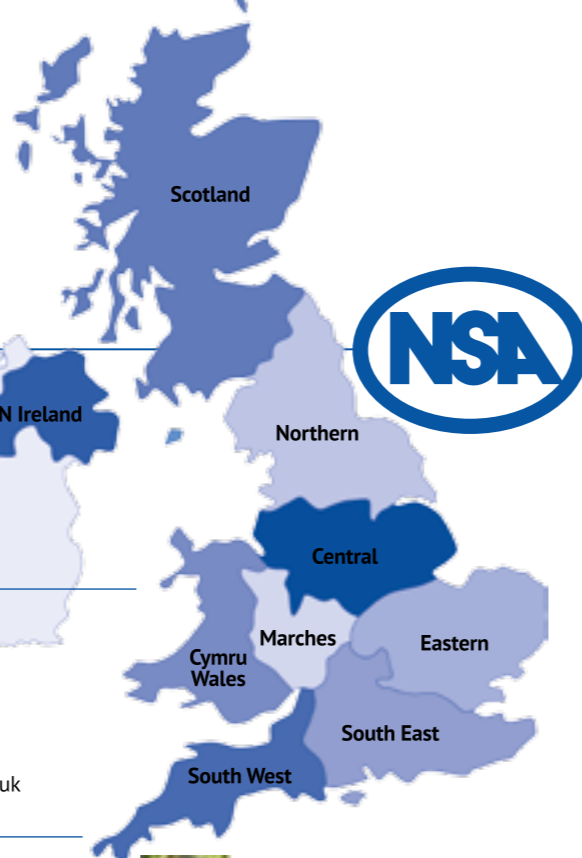 Scotland
NSA
N Ireland
Northern
Central
Marches
Eastern
Cymru
Wales
South East
South West
uk